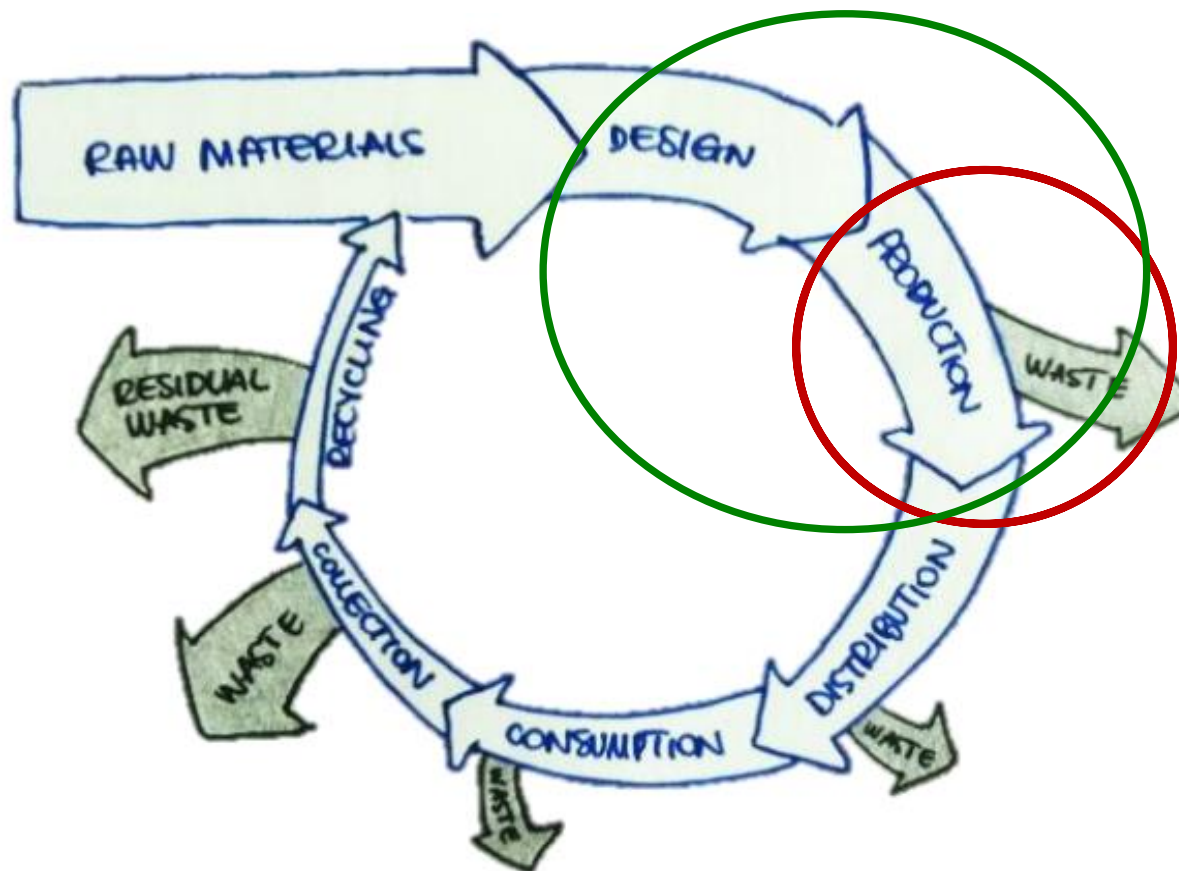 RAW MATERIALS
DESIGN
PRODUCTION
WASTE
DISTRIBUTION
WASTE
CONSUMPTION
WASTE
COLLECTION
WASTE
RECYCLING
RESIDUAL
WASTE